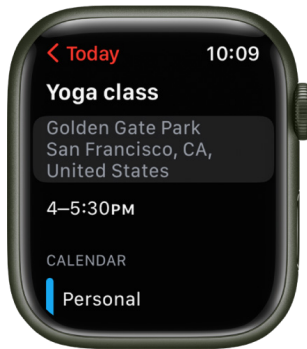 < Today 10:09
Yoga class
Golden Gate Park
San Francisco, CA,
United States
4–5:30PM
CALENDAR
Personal